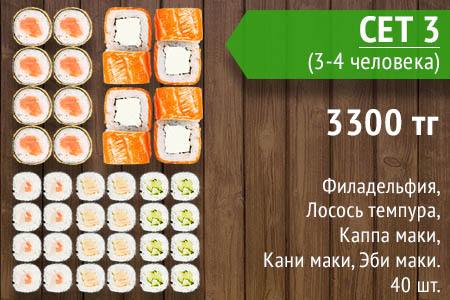 СЕТ 3
(3-4 человека)
3300 тг
Филадельфия,
Лосось темпура,
Каппа маки,
Кани маки, Эби маки.
40 шт.